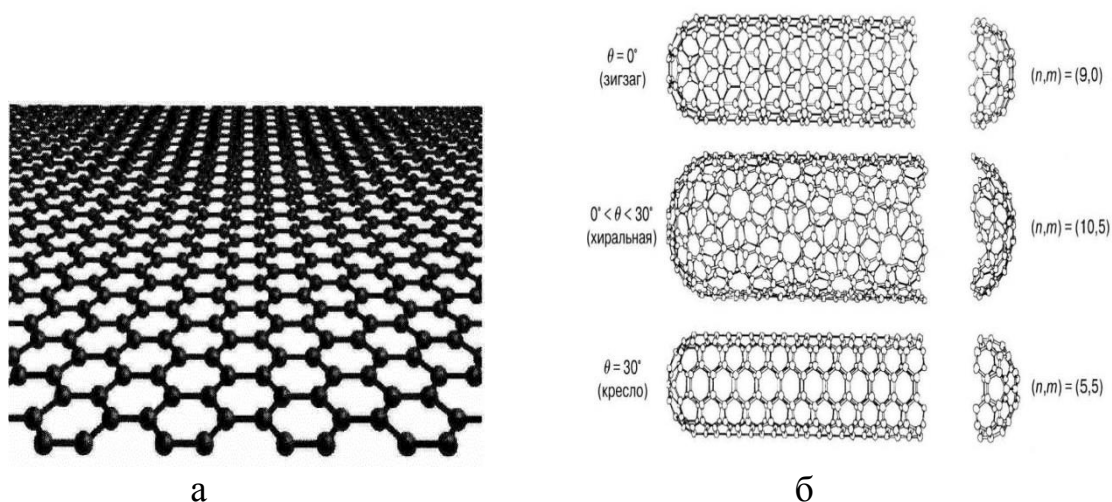 θ = 0°
(зигзаг)
(n,m) = (9,0)
0° < θ < 30°
(хиральная)
(n,m) = (10,5)
θ = 30°
(кресло)
(n,m) = (5,5)
а
б